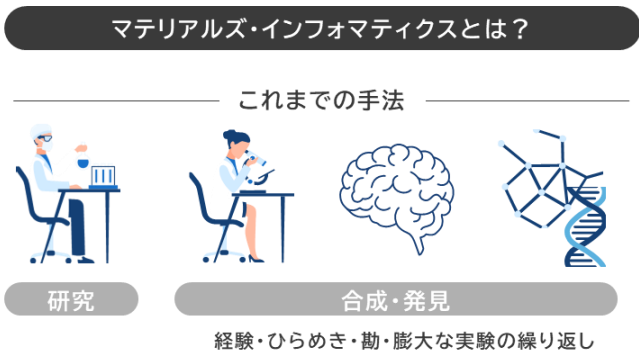 マテリアルズ・インフォマティクスとは？
これまでの手法
研究
合成・発見
経験・ひらめき・勘・膨大な実験の繰り返し